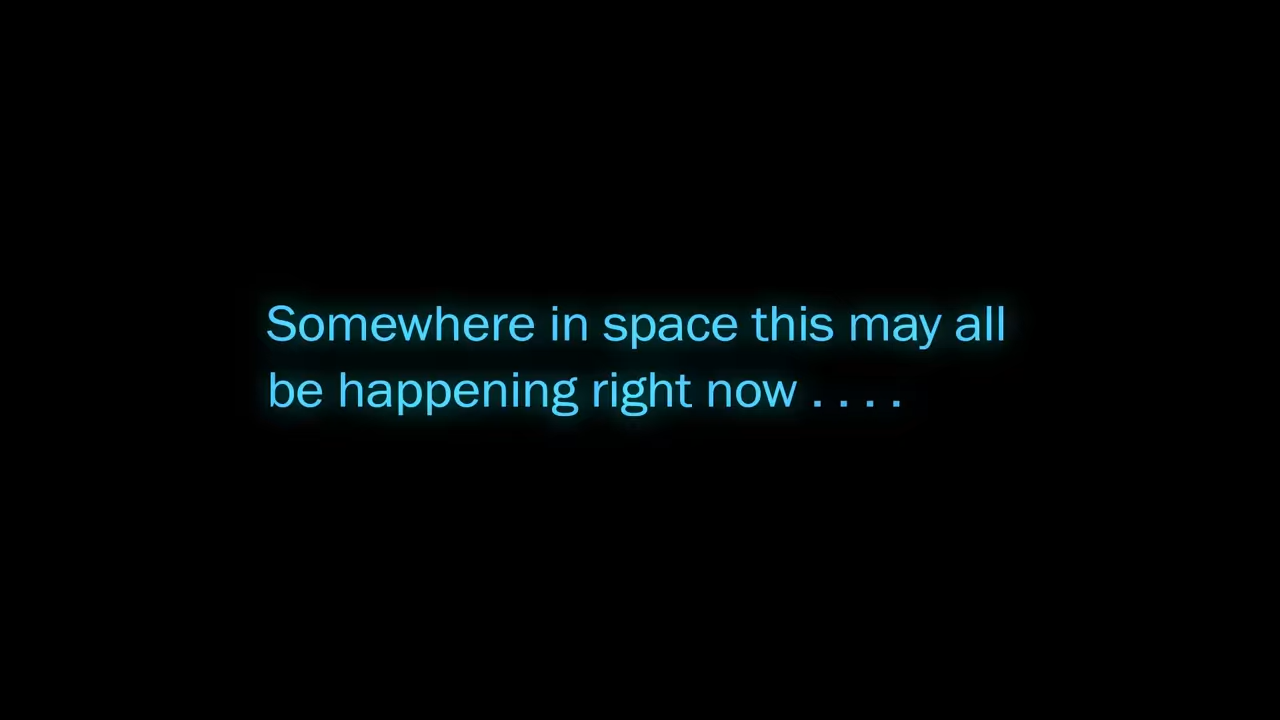 Somewhere in space this may all
be happening right now . . . .